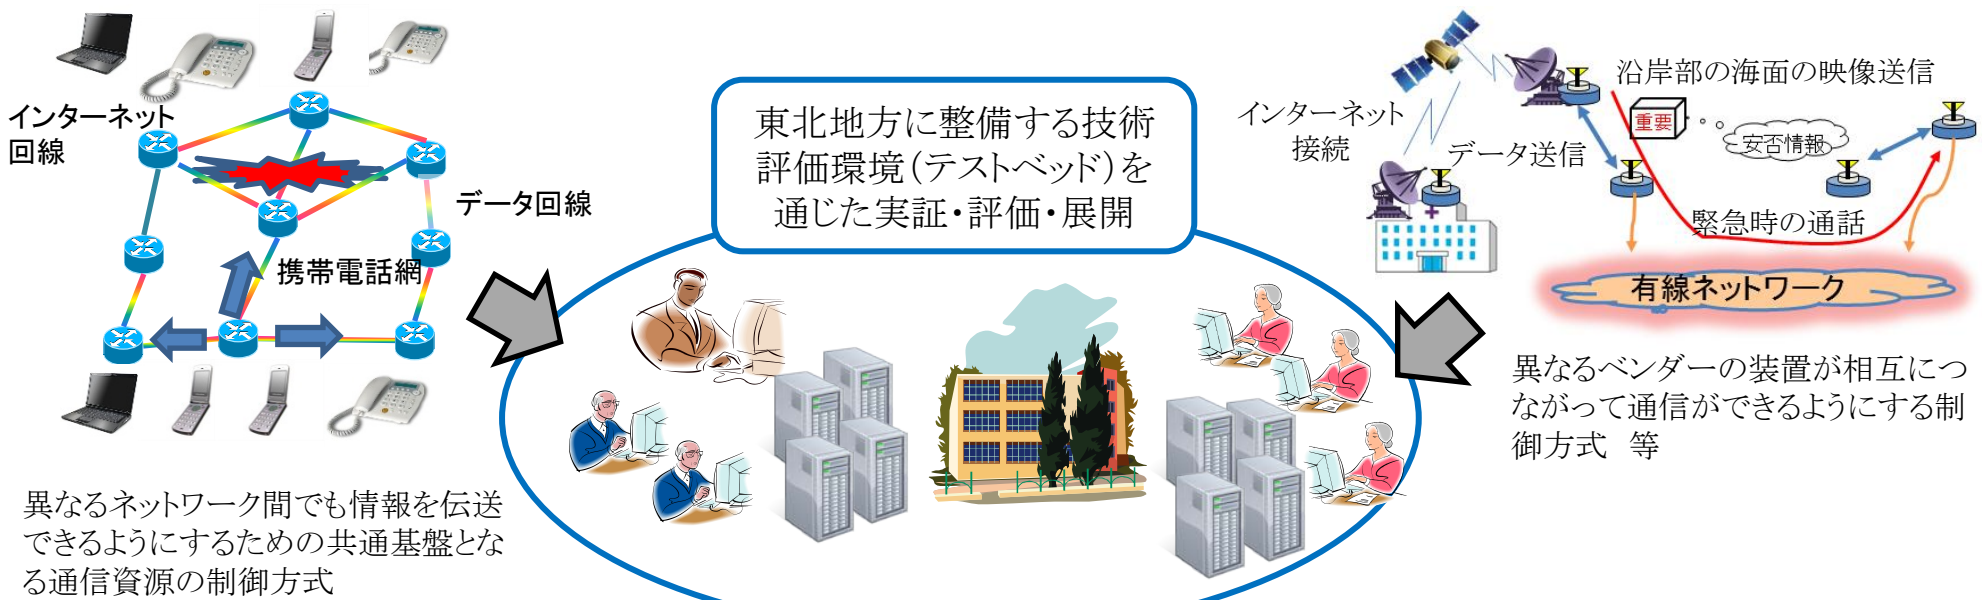 インターネット
回線
データ回線
携帯電話網
異なるネットワーク間でも情報を伝送
できるようにするための共通基盤とな
る通信資源の制御方式
東北地方に整備する技術
評価環境(テストベッド)を
通じた実証・評価・展開
インターネット
接続
データ送信
沿岸部の海面の映像送信
重要
安否情報
緊急時の通話
有線ネットワーク
異なるベンダーの装置が相互につ
ながって通信ができるようにする制
御方式 等